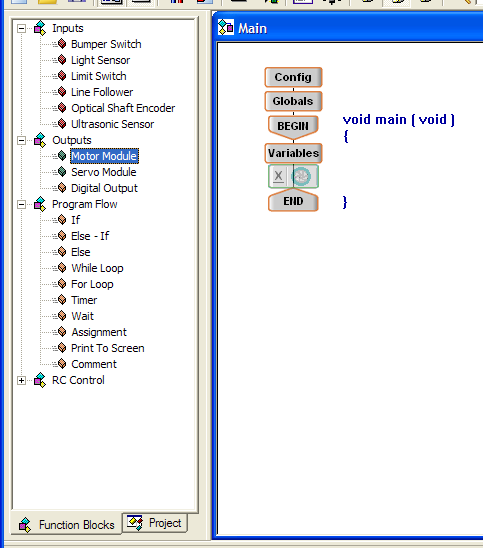 Inputs
Bumper Switch
Light Sensor
Limit Switch
Line Follower
Optical Shaft Encoder
Ultrasonic Sensor
Outputs
Motor Module
Servo Module
Digital Output
Program Flow
If
Else - If
Else
While Loop
For Loop
Timer
Wait
Assignment
Print To Screen
Comment
RC Control
Function Blocks
Project
Main
Config
Globals
BEGIN
void main ( void )
{
Variables
X
END
}